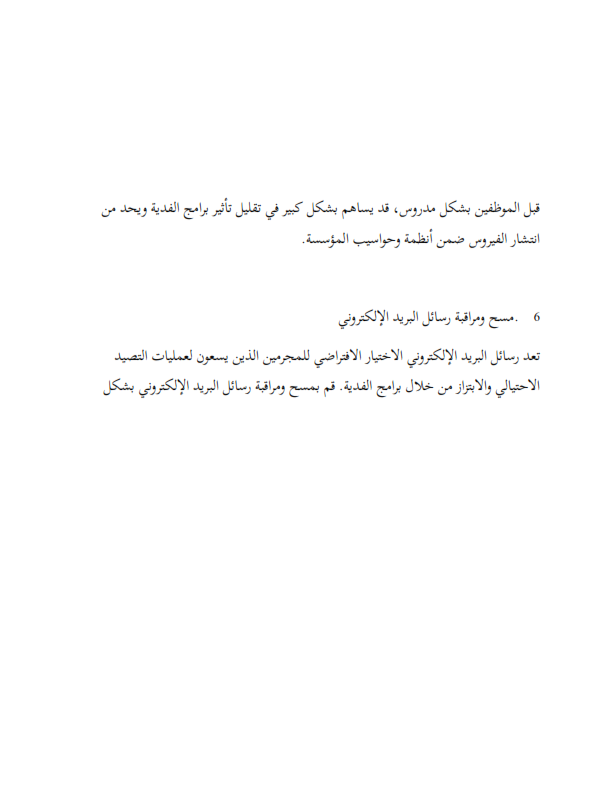 قبل الموظفين بشكل مدروس، قد يساهم بشكل كبير في تقليل تأثير برامج الفدية ويحد من
انتشار الفيروس ضمن أنظمة وحواسيب المؤسسة.
6 .مسح ومراقبة رسائل البريد الإلكتروني
تعد رسائل البريد الإلكتروني الاختيار الافتراضي للمجرمين الذين يسعون لعمليات التصيد
الاحتيالي والابتزاز من خلال برامج الفدية. قم بمسح ومراقبة رسائل البريد الإلكتروني بشكل